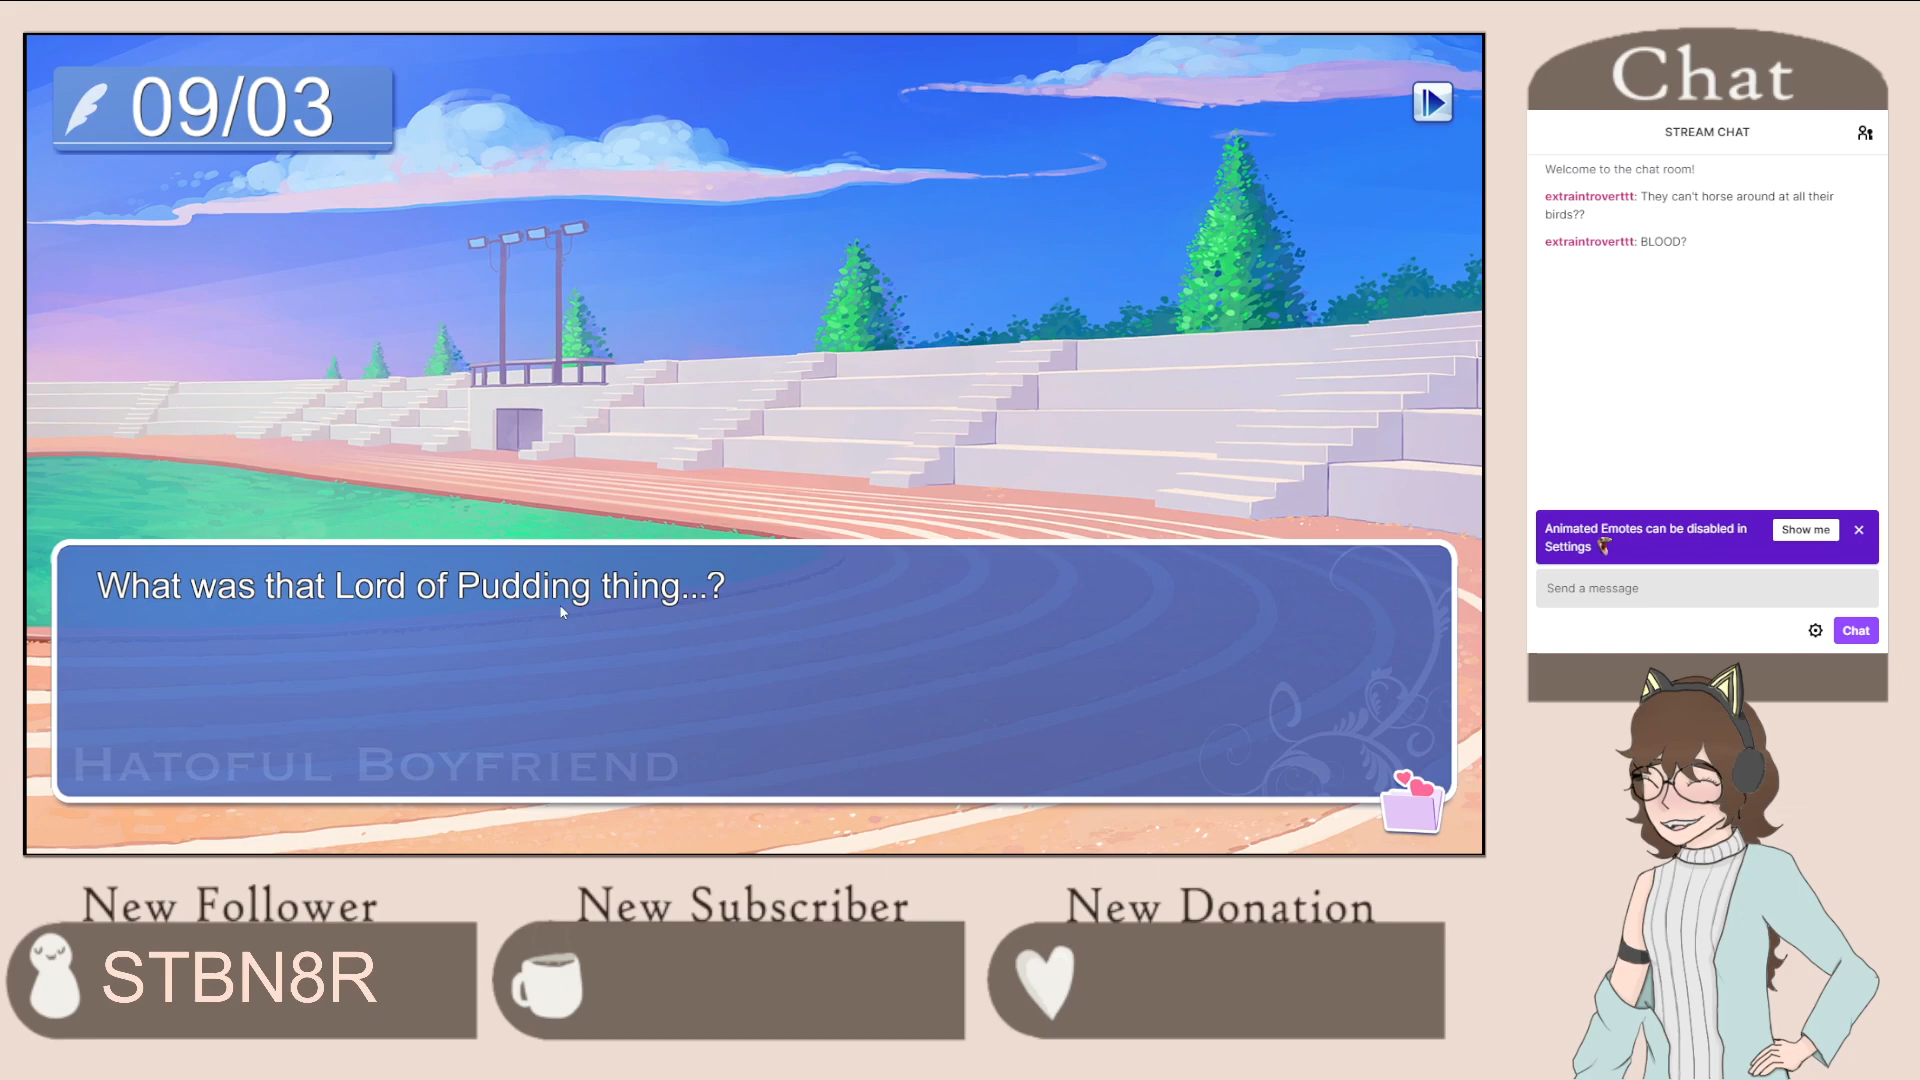 09/03
What was that Lord of Pudding thing...?
HATOFUL BOYFRIEND
Chat
STREAM CHAT
Welcome to the chat room!
extraintroverttt: They can't horse around at all their
birds??
extraintroverttt: BLOOD?
Animated Emotes can be disabled in
Settings
Show me
Send a message
Chat
New Follower
STBN8R
New Subscriber
New Donation